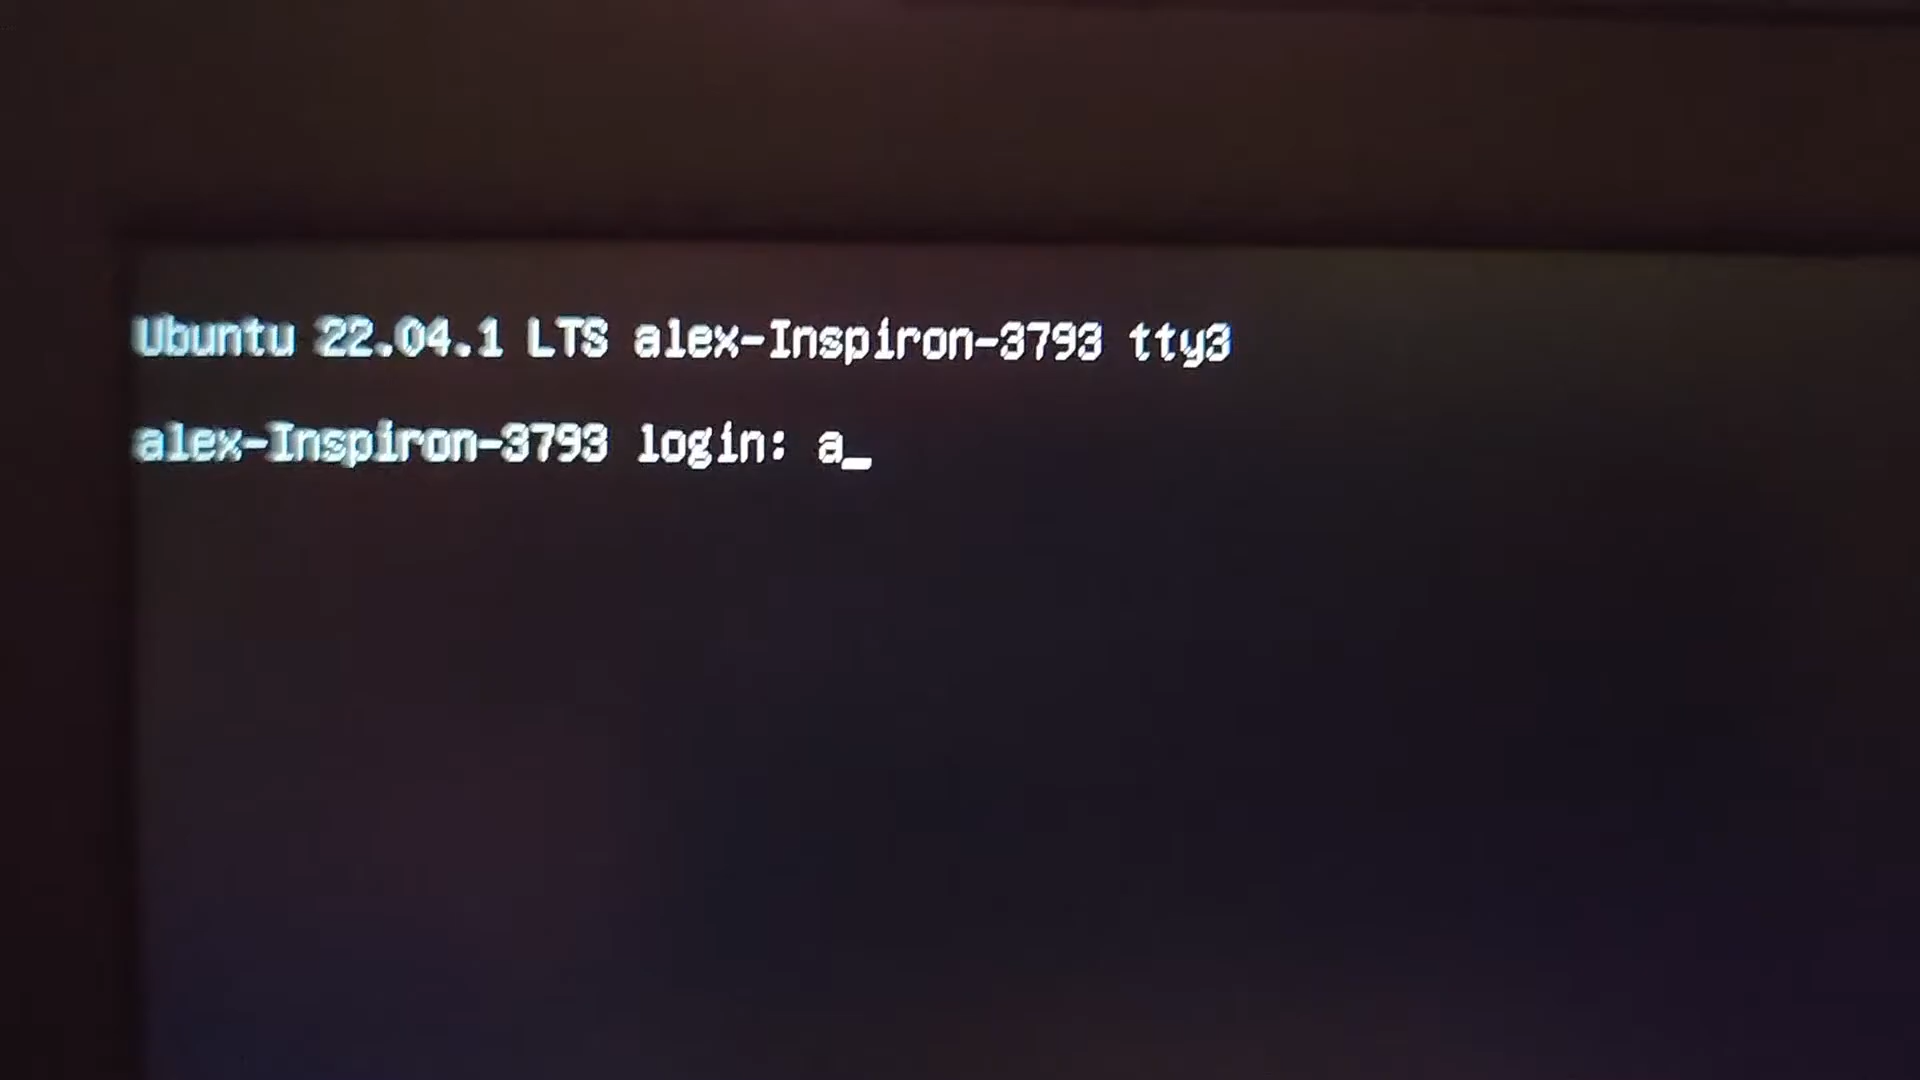 Ubuntu 22.04.1 LTS alex-Inspiron-3793 tty3
alex-Inspiron-3793 login: a_